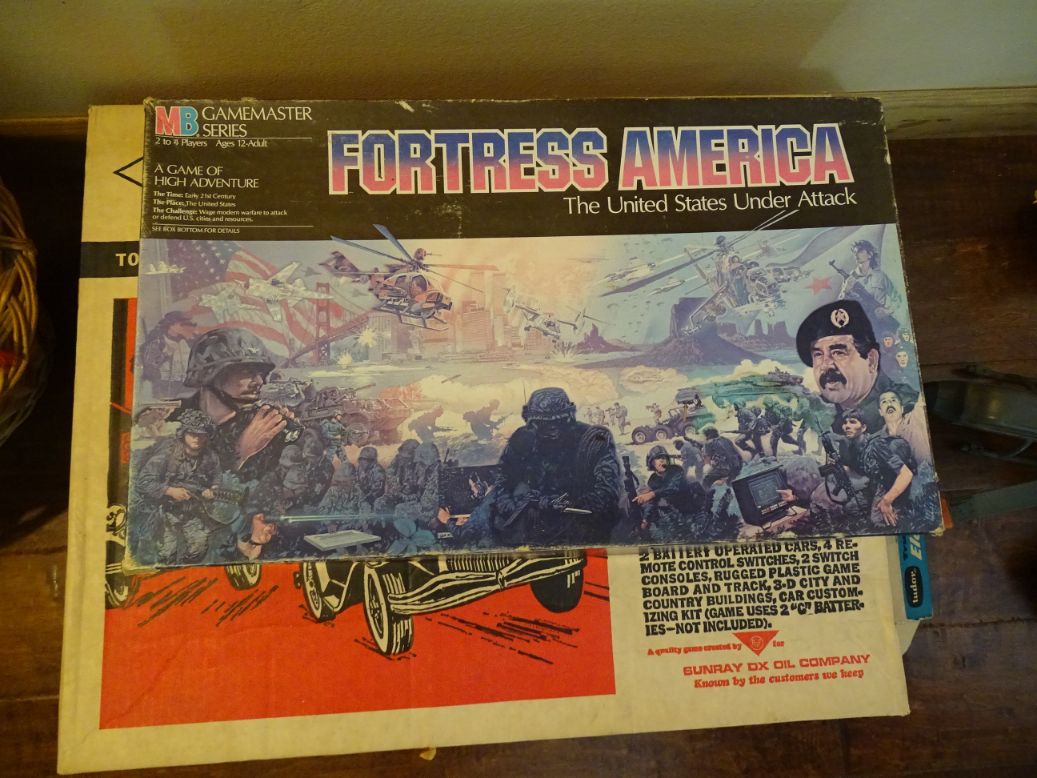 MB GAMEMASTER
SERIES
2 to 4 Players Ages 12-Adult
A GAME OF
HIGH ADVENTURE
The Time: Early 21st Century
The Place: The United States
The Challenge: Wage modern warfare to attack
or defend U.S. cities and resources.
SEE BOX BOTTOM FOR DETAILS
FORTRESS AMERICA
The United States Under Attack
TO
2 BATTERY OPERATED CARS, 4 RE-
MOTE CONTROL SWITCHES, 2 SWITCH
CONSOLES, RUGGED PLASTIC GAME
BOARD AND TRACK, 3-D CITY AND
COUNTRY BUILDINGS, CAR CUSTOM-
IZING KIT (GAME USES 2 "C" BATTER-
IES—NOT INCLUDED).
A quality game created by for
SUNRAY DX OIL COMPANY
Known by the customers we keep
tudor